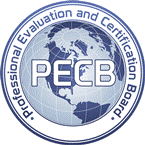 • Professional Evaluation and Certification Board •
PECB